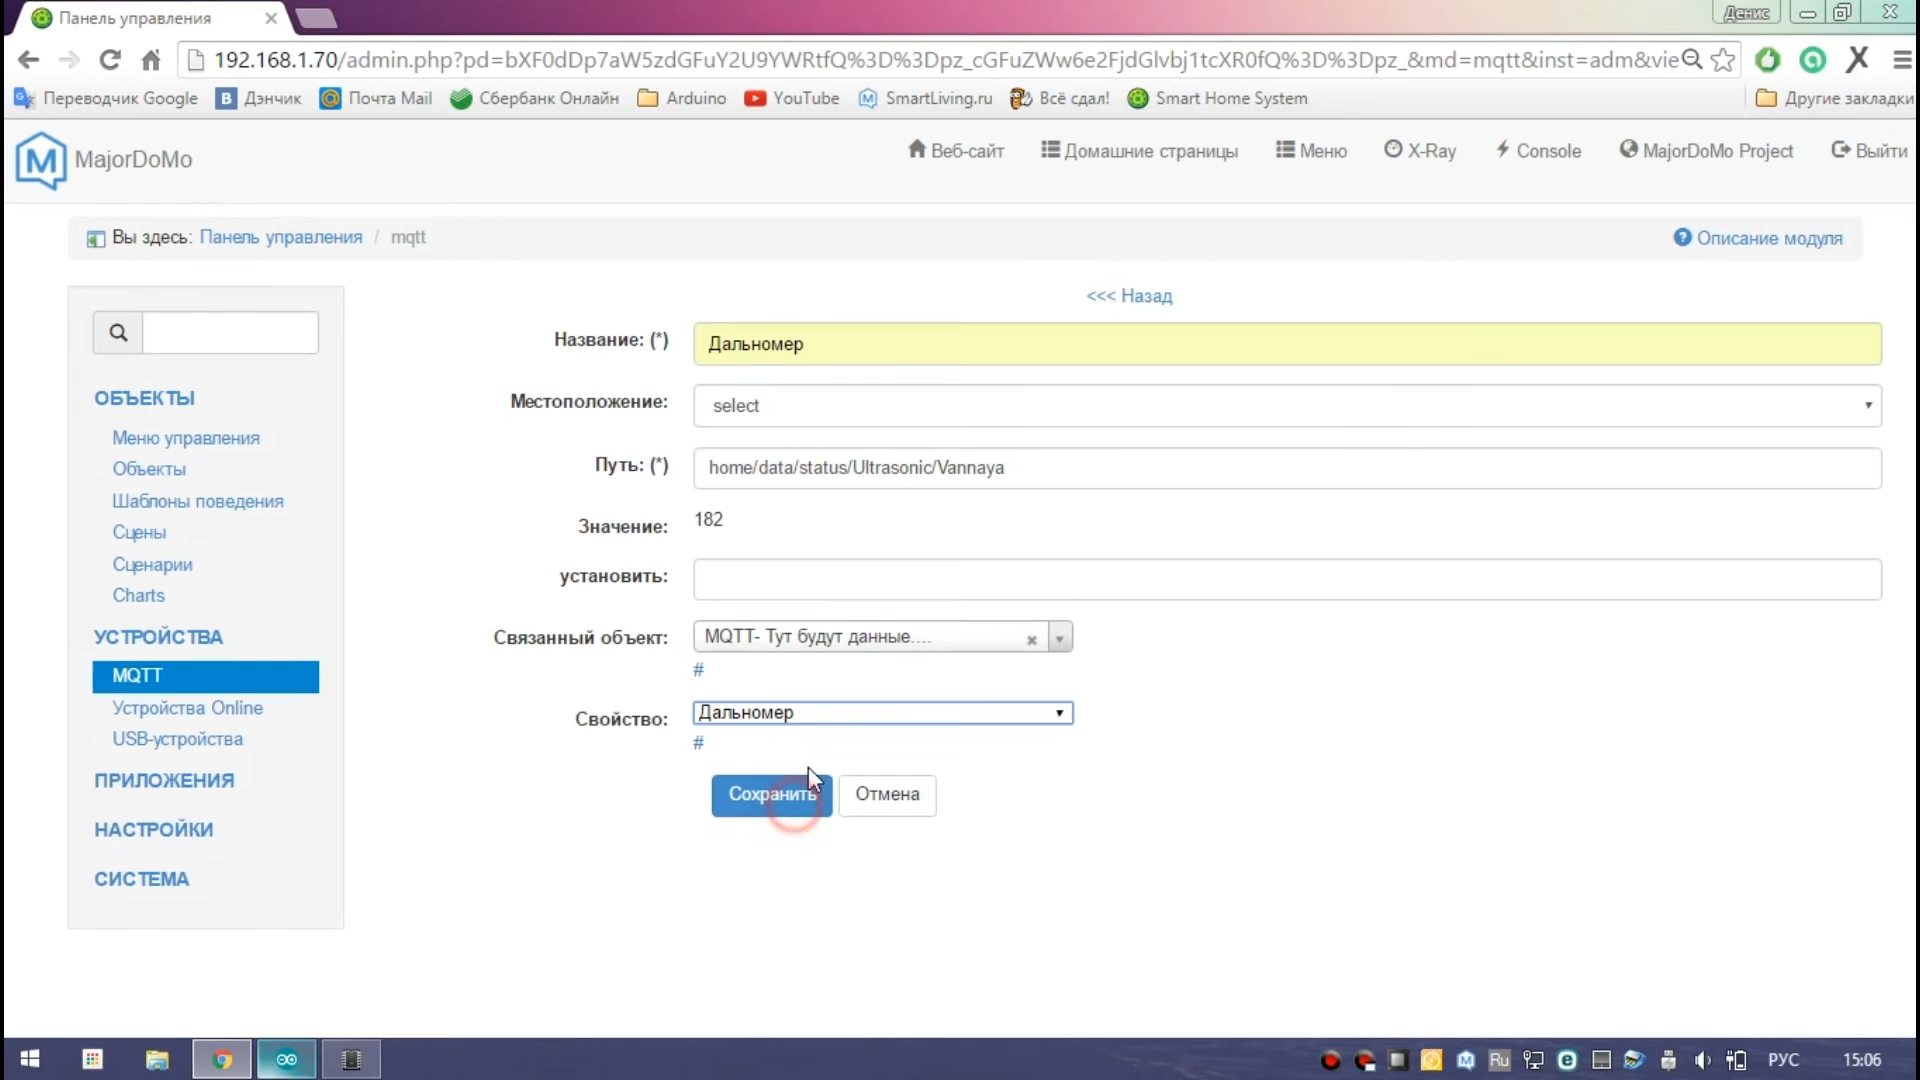 Панель управления
Денис
192.168.1.70/admin.php?pd=bXF0dDp7aW5zdGFuY2U9YWRtfQ%3D%3Dpz_cGFuZWw6e2FjdGlvbj1tcXR0fQ%3D%3Dpz_&md=mqtt&inst=adm&vie
Переводчик Google
Дэнчик
Почта Mail
Сбербанк Онлайн
Arduino
YouTube
SmartLiving.ru
Всё сдал!
Smart Home System
Другие закладки
MajorDoMo
Веб-сайт
Домашние страницы
Меню
X-Ray
Console
MajorDoMo Project
Выйти
Вы здесь: Панель управления / mqtt
Описание модуля
<<< Назад
ОБЪЕКТЫ
Меню управления
Объекты
Шаблоны поведения
Сцены
Сценарии
Charts
УСТРОЙСТВА
MQTT
Устройства Online
USB-устройства
ПРИЛОЖЕНИЯ
НАСТРОЙКИ
СИСТЕМА
Название: (*) Дальномер
Местоположение: select
Путь: (*) home/data/status/Ultrasonic/Vannaya
Значение: 182
установить:
Связанный объект: MQTT- Тут будут данные....
#
Свойство: Дальномер
#
Сохранить Отмена
Ru
РУС
15:06